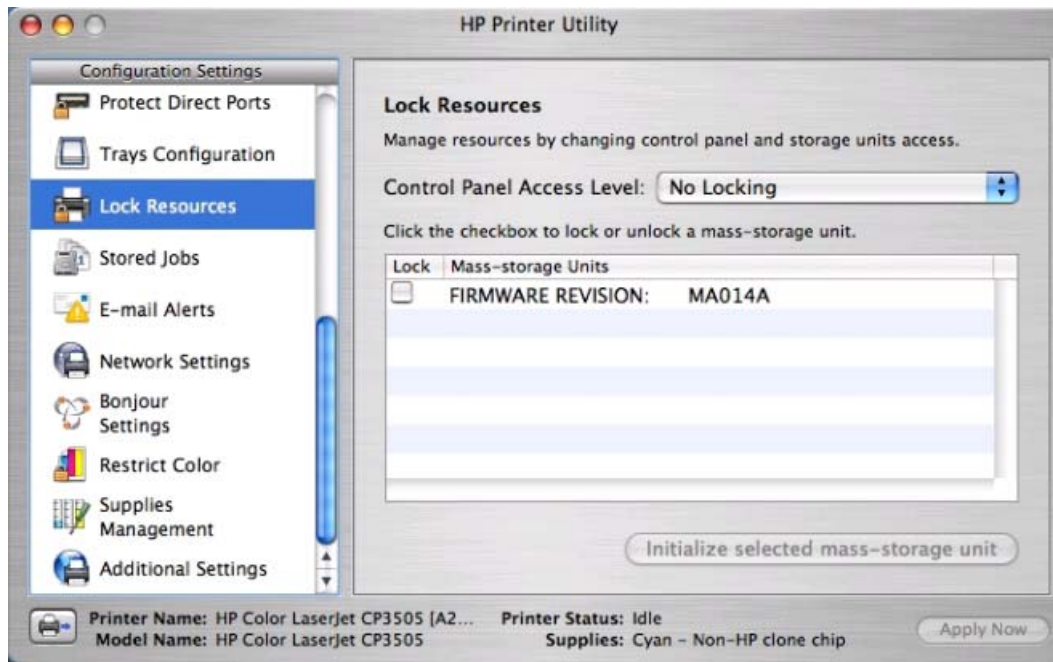 HP Printer Utility
Configuration Settings
Protect Direct Ports
Trays Configuration
Lock Resources
Stored Jobs
E-mail Alerts
Network Settings
Bonjour
Settings
Restrict Color
Supplies
Management
Additional Settings
Lock Resources
Manage resources by changing control panel and storage units access.
Control Panel Access Level: No Locking
Click the checkbox to lock or unlock a mass-storage unit.
Lock Mass-storage Units
FIRMWARE REVISION: MA014A
Initialize selected mass-storage unit
Printer Name: HP Color LaserJet CP3505 [A2... Printer Status: Idle
Model Name: HP Color LaserJet CP3505 Supplies: Cyan - Non-HP clone chip
Apply Now